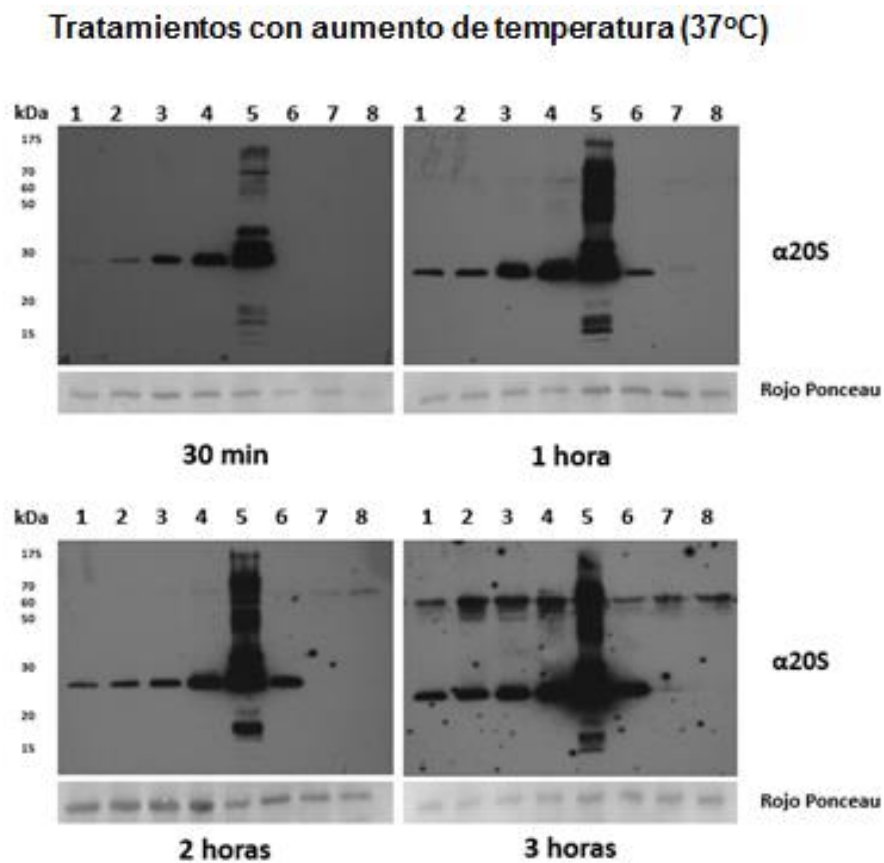 Tratamientos con aumento de temperatura (37ºC)
kDa 1 2 3 4 5 6 7 8
175
70
60
50
30
20
15
1 2 3 4 5 6 7 8
α20S
Rojo Ponceau
30 min
1 hora
kDa 1 2 3 4 5 6 7 8
175
70
60
50
30
20
15
1 2 3 4 5 6 7 8
α20S
Rojo Ponceau
2 horas
3 horas